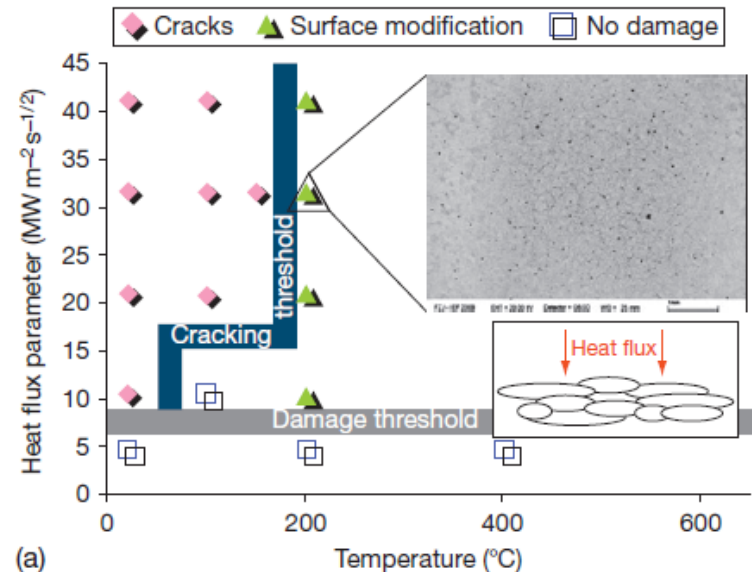 Cracks Surface modification No damage
Heat flux parameter (MW m−2 s−1/2)
45
40
35
30
25
20
15
10
5
0
threshold
Cracking
Damage threshold
Heat flux
0 200 400 600
(a) Temperature (°C)